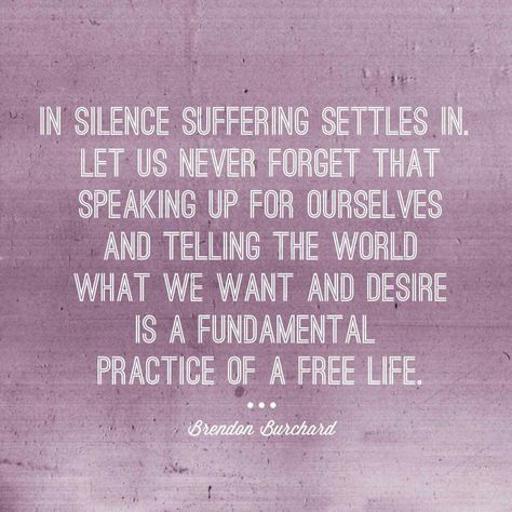 IN SILENCE SUFFERING SETTLES IN.
LET US NEVER FORGET THAT
SPEAKING UP FOR OURSELVES
AND TELLING THE WORLD
WHAT WE WANT AND DESIRE
IS A FUNDAMENTAL
PRACTICE OF A FREE LIFE.
•••
Brendon Burchard